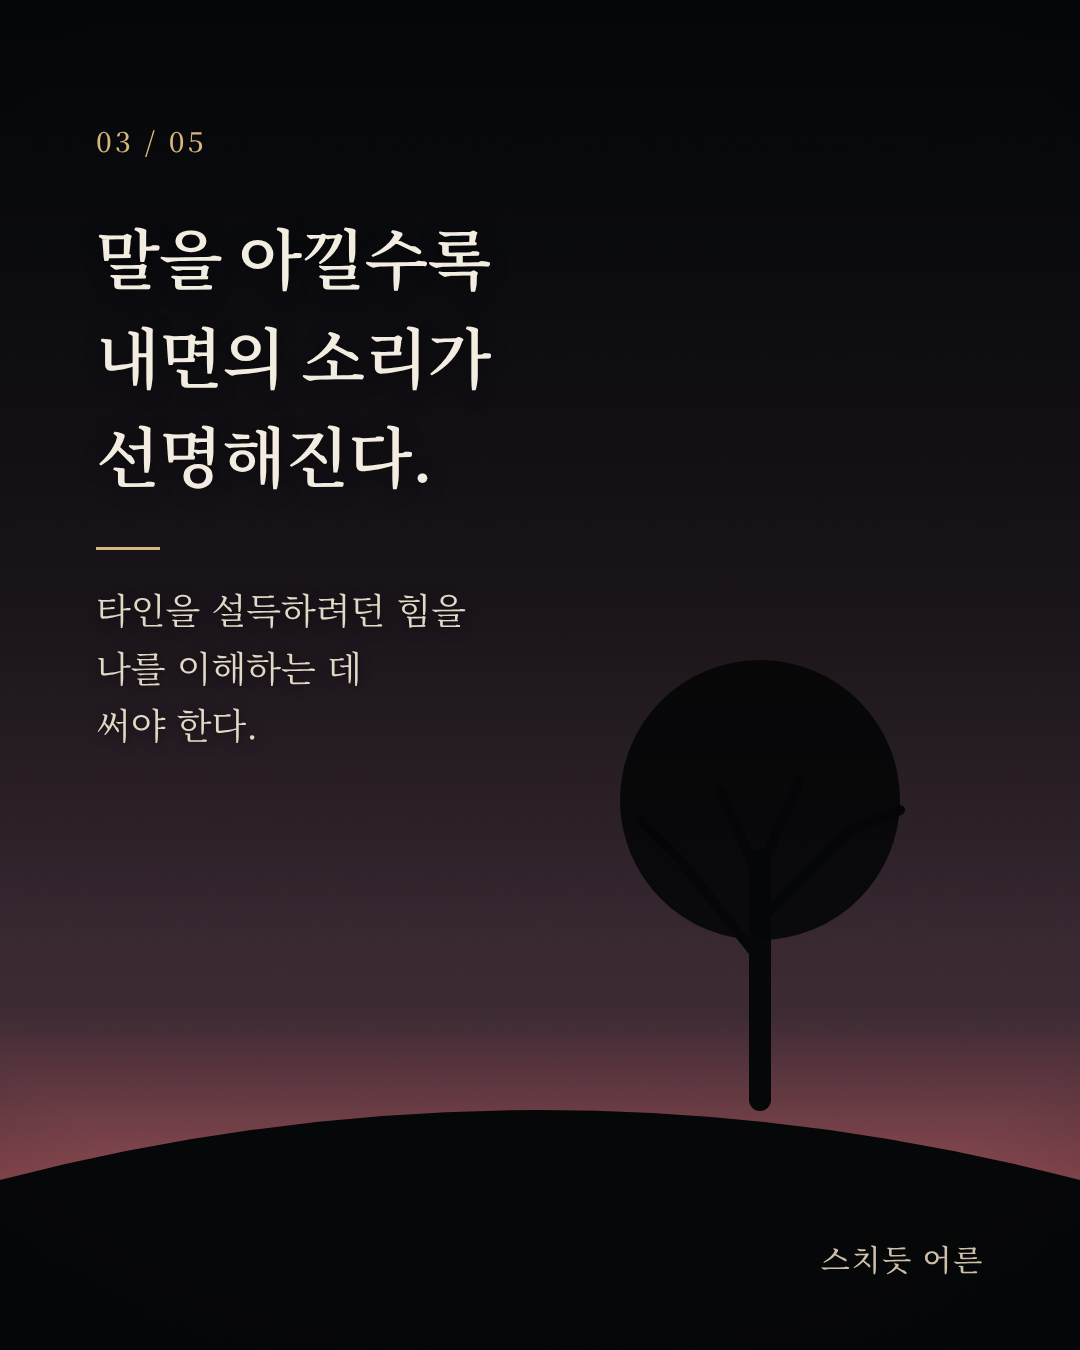 03 / 05
말을 아낄수록
내면의 소리가
선명해진다.
타인을 설득하려던 힘을
나를 이해하는 데
써야 한다.
스치듯 어른